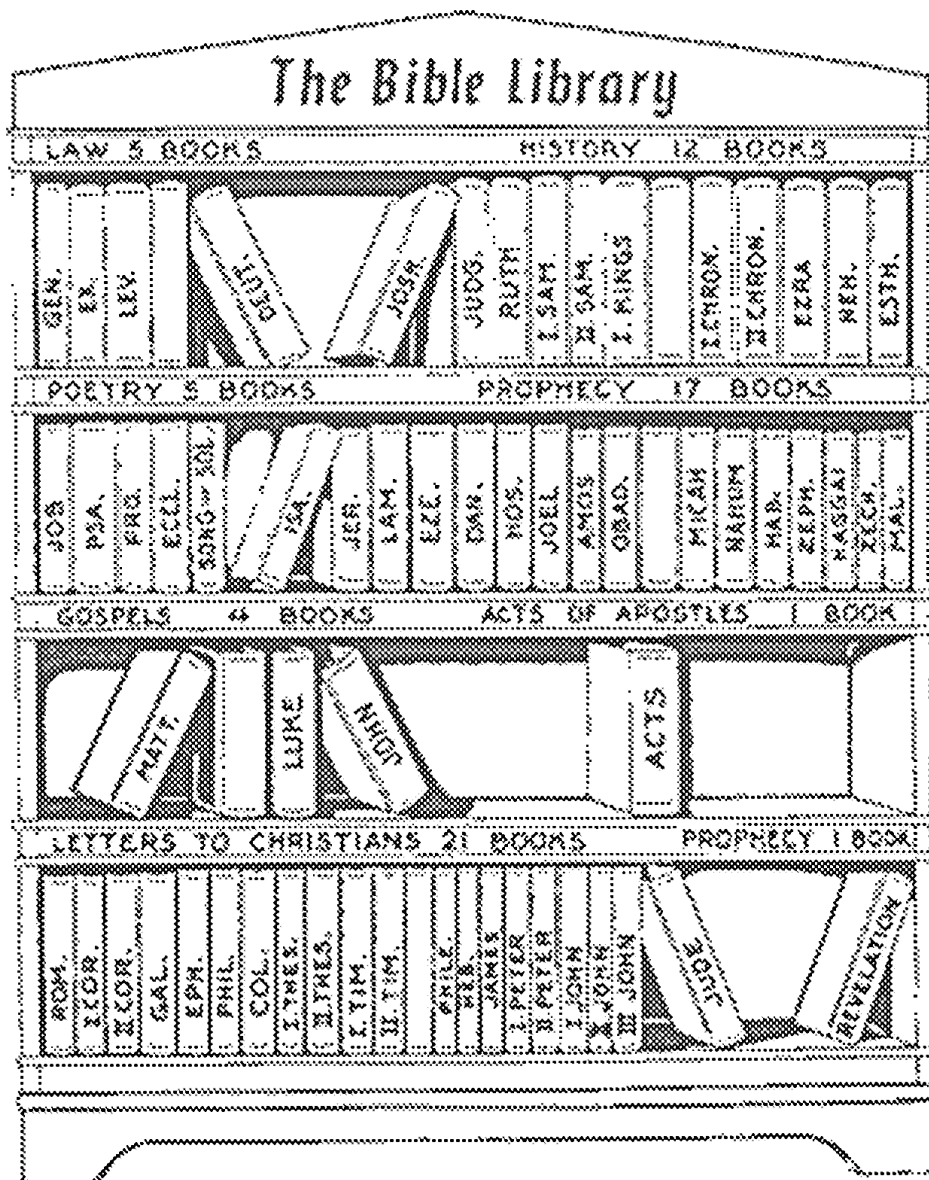 The Bible Library
LAW 5 BOOKS HISTORY 12 BOOKS
GEN. EX. LEV. DEUT. JOSH. JUDG. RUTH I SAM. II SAM. I KINGS I CHRON. II CHRON. EZRA NEH. ESTH.
POETRY 5 BOOKS PROPHECY 17 BOOKS
JOB PSA. PRO. ECCL. SONG OF SOL ISA. JER. LAM. EZE. DAN. HOS. JOEL AMOS OBAD. MICAH NAHUM HAB. ZEPH. HAGGAI ZECH. MAL.
GOSPELS 4 BOOKS ACTS OF APOSTLES 1 BOOK
MATT. LUKE JOHN ACTS
LETTERS TO CHRISTIANS 21 BOOKS PROPHECY 1 BOOK
ROM. I COR. II COR. GAL. EPH. PHIL. COL. I THES. II THES. I TIM. II TIM. PHILE. HEB. JAMES I PETER II PETER I JOHN II JOHN III JOHN JUDE REVELATION